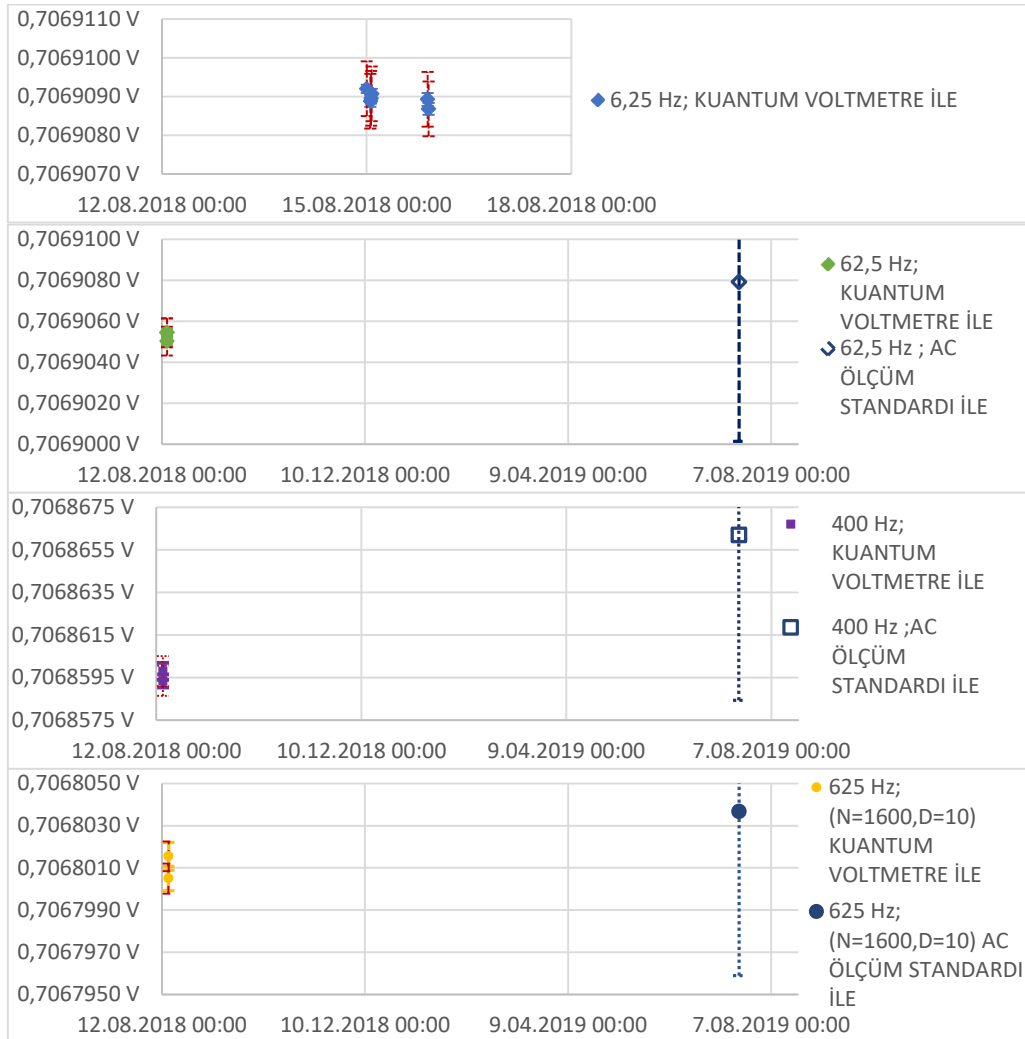 0,7069110 V
0,7069100 V
0,7069090 V
0,7069080 V
0,7069070 V
12.08.2018 00:00 15.08.2018 00:00 18.08.2018 00:00
6,25 Hz; KUANTUM VOLTMETRE İLE
0,7069100 V
0,7069080 V
0,7069060 V
0,7069040 V
0,7069020 V
0,7069000 V
12.08.2018 00:00 10.12.2018 00:00 9.04.2019 00:00 7.08.2019 00:00
62,5 Hz;
KUANTUM
VOLTMETRE İLE
62,5 Hz ; AC
ÖLÇÜM
STANDARDI İLE
0,7068675 V
0,7068655 V
0,7068635 V
0,7068615 V
0,7068595 V
0,7068575 V
12.08.2018 00:00 10.12.2018 00:00 9.04.2019 00:00 7.08.2019 00:00
400 Hz;
KUANTUM
VOLTMETRE İLE
400 Hz ;AC
ÖLÇÜM
STANDARDI İLE
0,7068050 V
0,7068030 V
0,7068010 V
0,7067990 V
0,7067970 V
0,7067950 V
12.08.2018 00:00 10.12.2018 00:00 9.04.2019 00:00 7.08.2019 00:00
625 Hz;
(N=1600,D=10)
KUANTUM
VOLTMETRE İLE
625 Hz;
(N=1600,D=10) AC
ÖLÇÜM STANDARDI
İLE